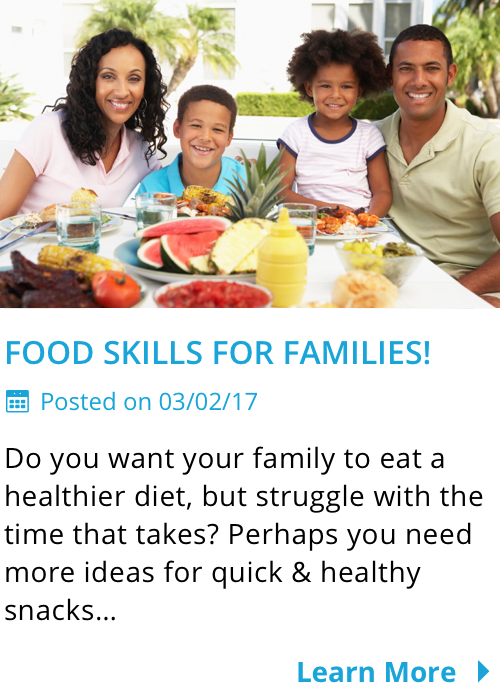 FOOD SKILLS FOR FAMILIES!
Posted on 03/02/17
Do you want your family to eat a
healthier diet, but struggle with the
time that takes? Perhaps you need
more ideas for quick & healthy
snacks...
Learn More